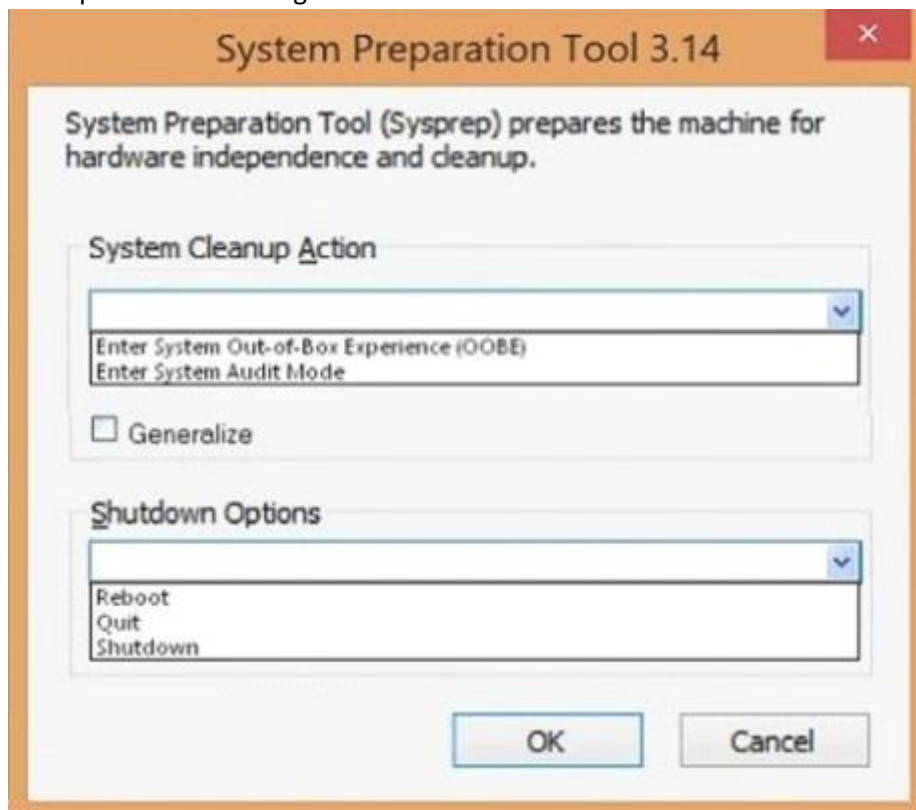 System Preparation Tool 3.14
System Preparation Tool (Sysprep) prepares the machine for
hardware independence and cleanup.
System Cleanup Action
Enter System Out-of-Box Experience (OOBE)
Enter System Audit Mode
Generalize
Shutdown Options
Reboot
Quit
Shutdown
OK Cancel